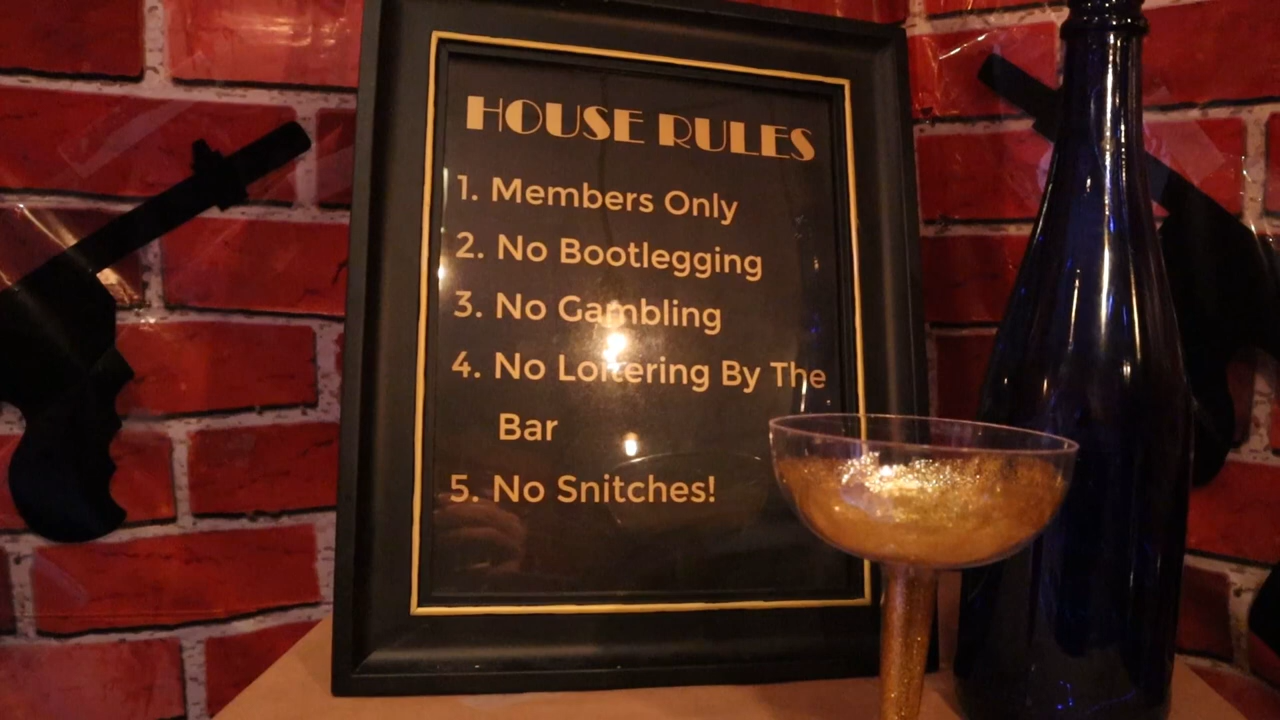 HOUSE RULES
1. Members Only
2. No Bootlegging
3. No Gambling
4. No Loitering By The
Bar
5. No Snitches!